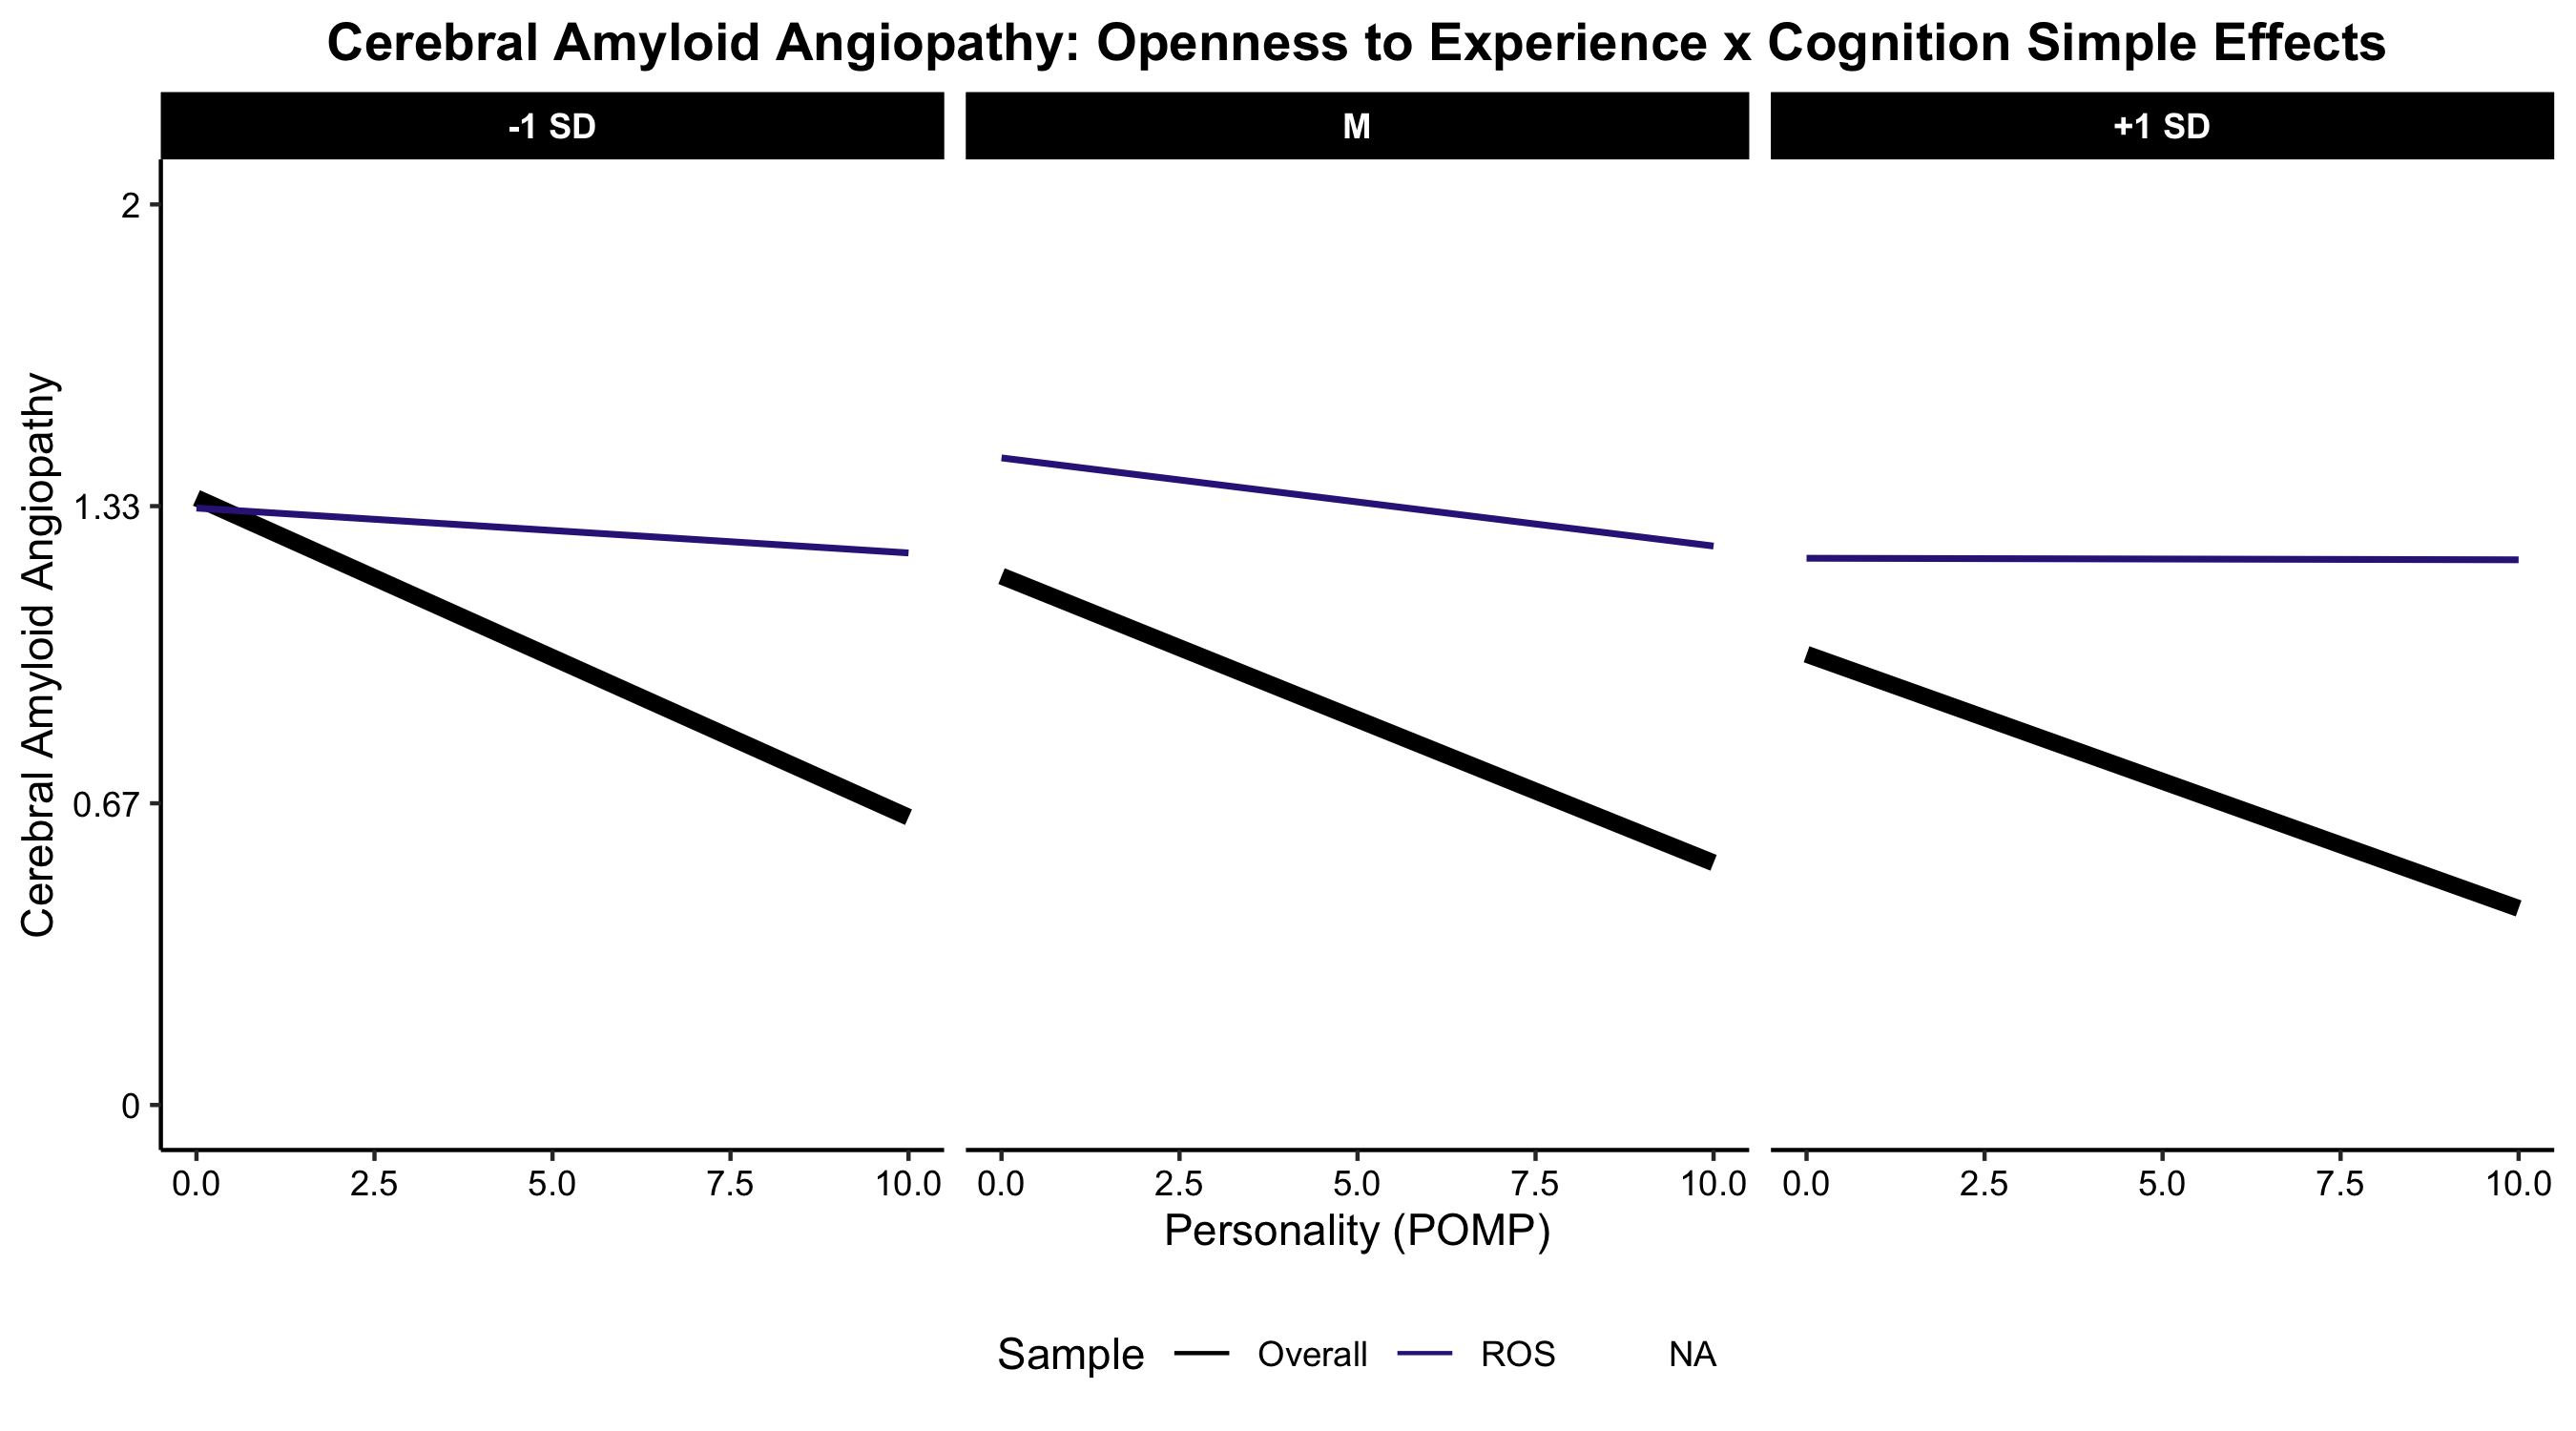 Cerebral Amyloid Angiopathy: Openness to Experience x Cognition Simple Effects
-1 SD
M
+1 SD
Cerebral Amyloid Angiopathy
2
1.33
0.67
0
0.0 2.5 5.0 7.5 10.0
0.0 2.5 5.0 7.5 10.0
0.0 2.5 5.0 7.5 10.0
Personality (POMP)
Sample Overall ROS NA